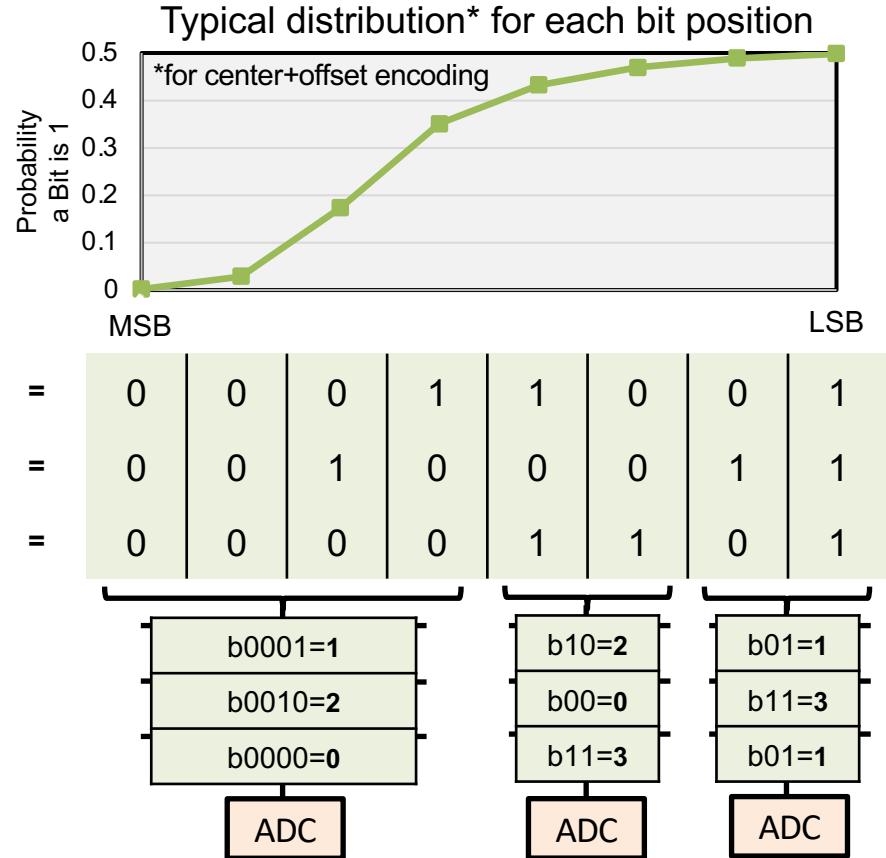 Typical distribution* for each bit position
*for center+offset encoding
Probability
a Bit is 1
0.5
0.4
0.3
0.2
0.1
0
MSB LSB
= 0 0 0 1 1 0 0 1
= 0 0 1 0 0 0 1 1
= 0 0 0 0 1 1 0 1
b0001=1 b10=2 b01=1
b0010=2 b00=0 b11=3
b0000=0 b11=3 b01=1
ADC ADC ADC